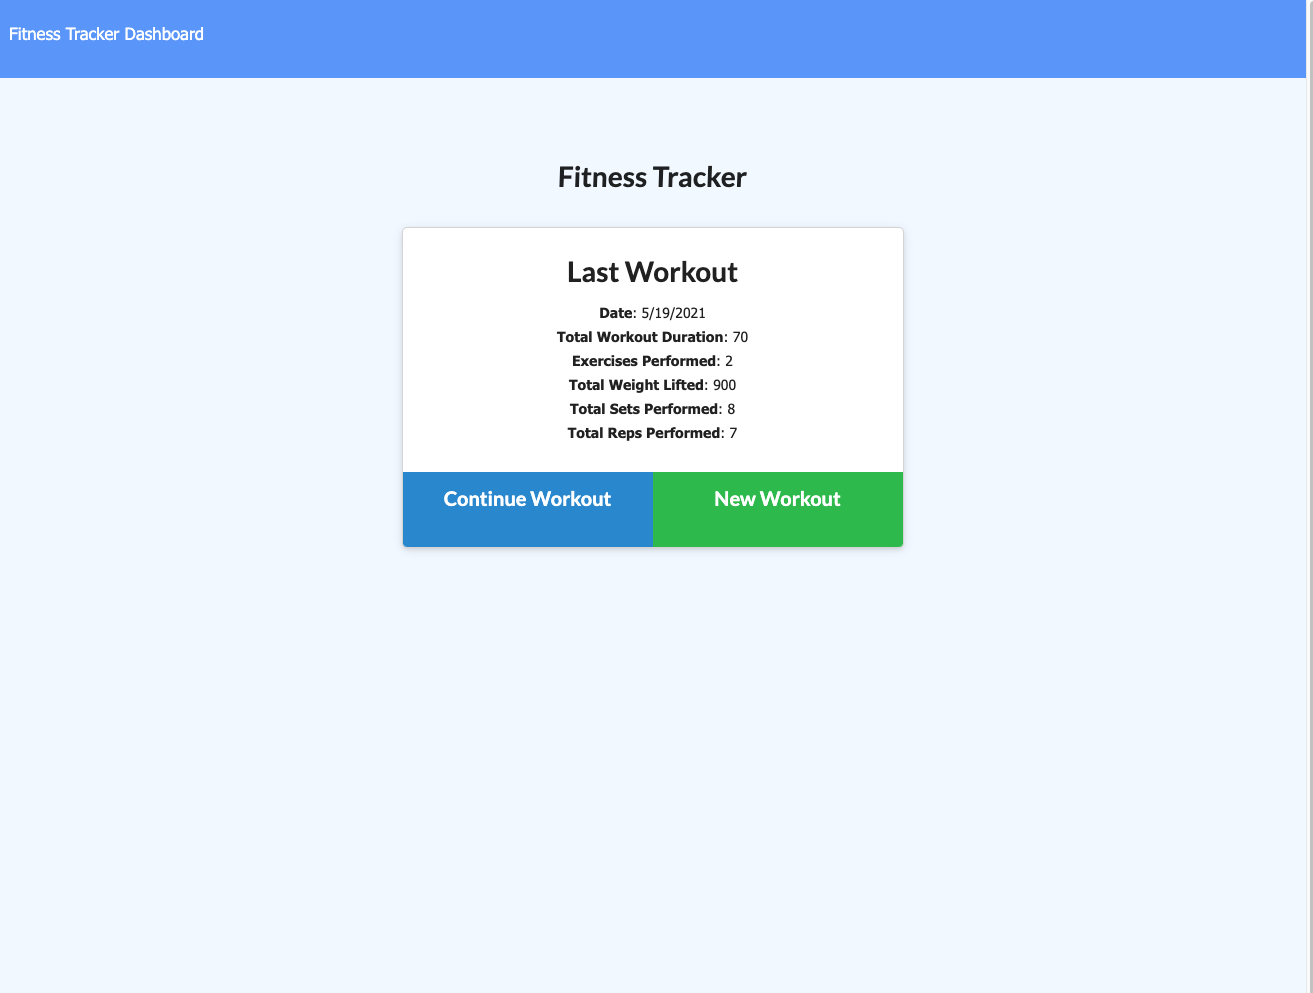 Fitness Tracker Dashboard
Fitness Tracker
Last Workout
Date: 5/19/2021
Total Workout Duration: 70
Exercises Performed: 2
Total Weight Lifted: 900
Total Sets Performed: 8
Total Reps Performed: 7
Continue Workout New Workout